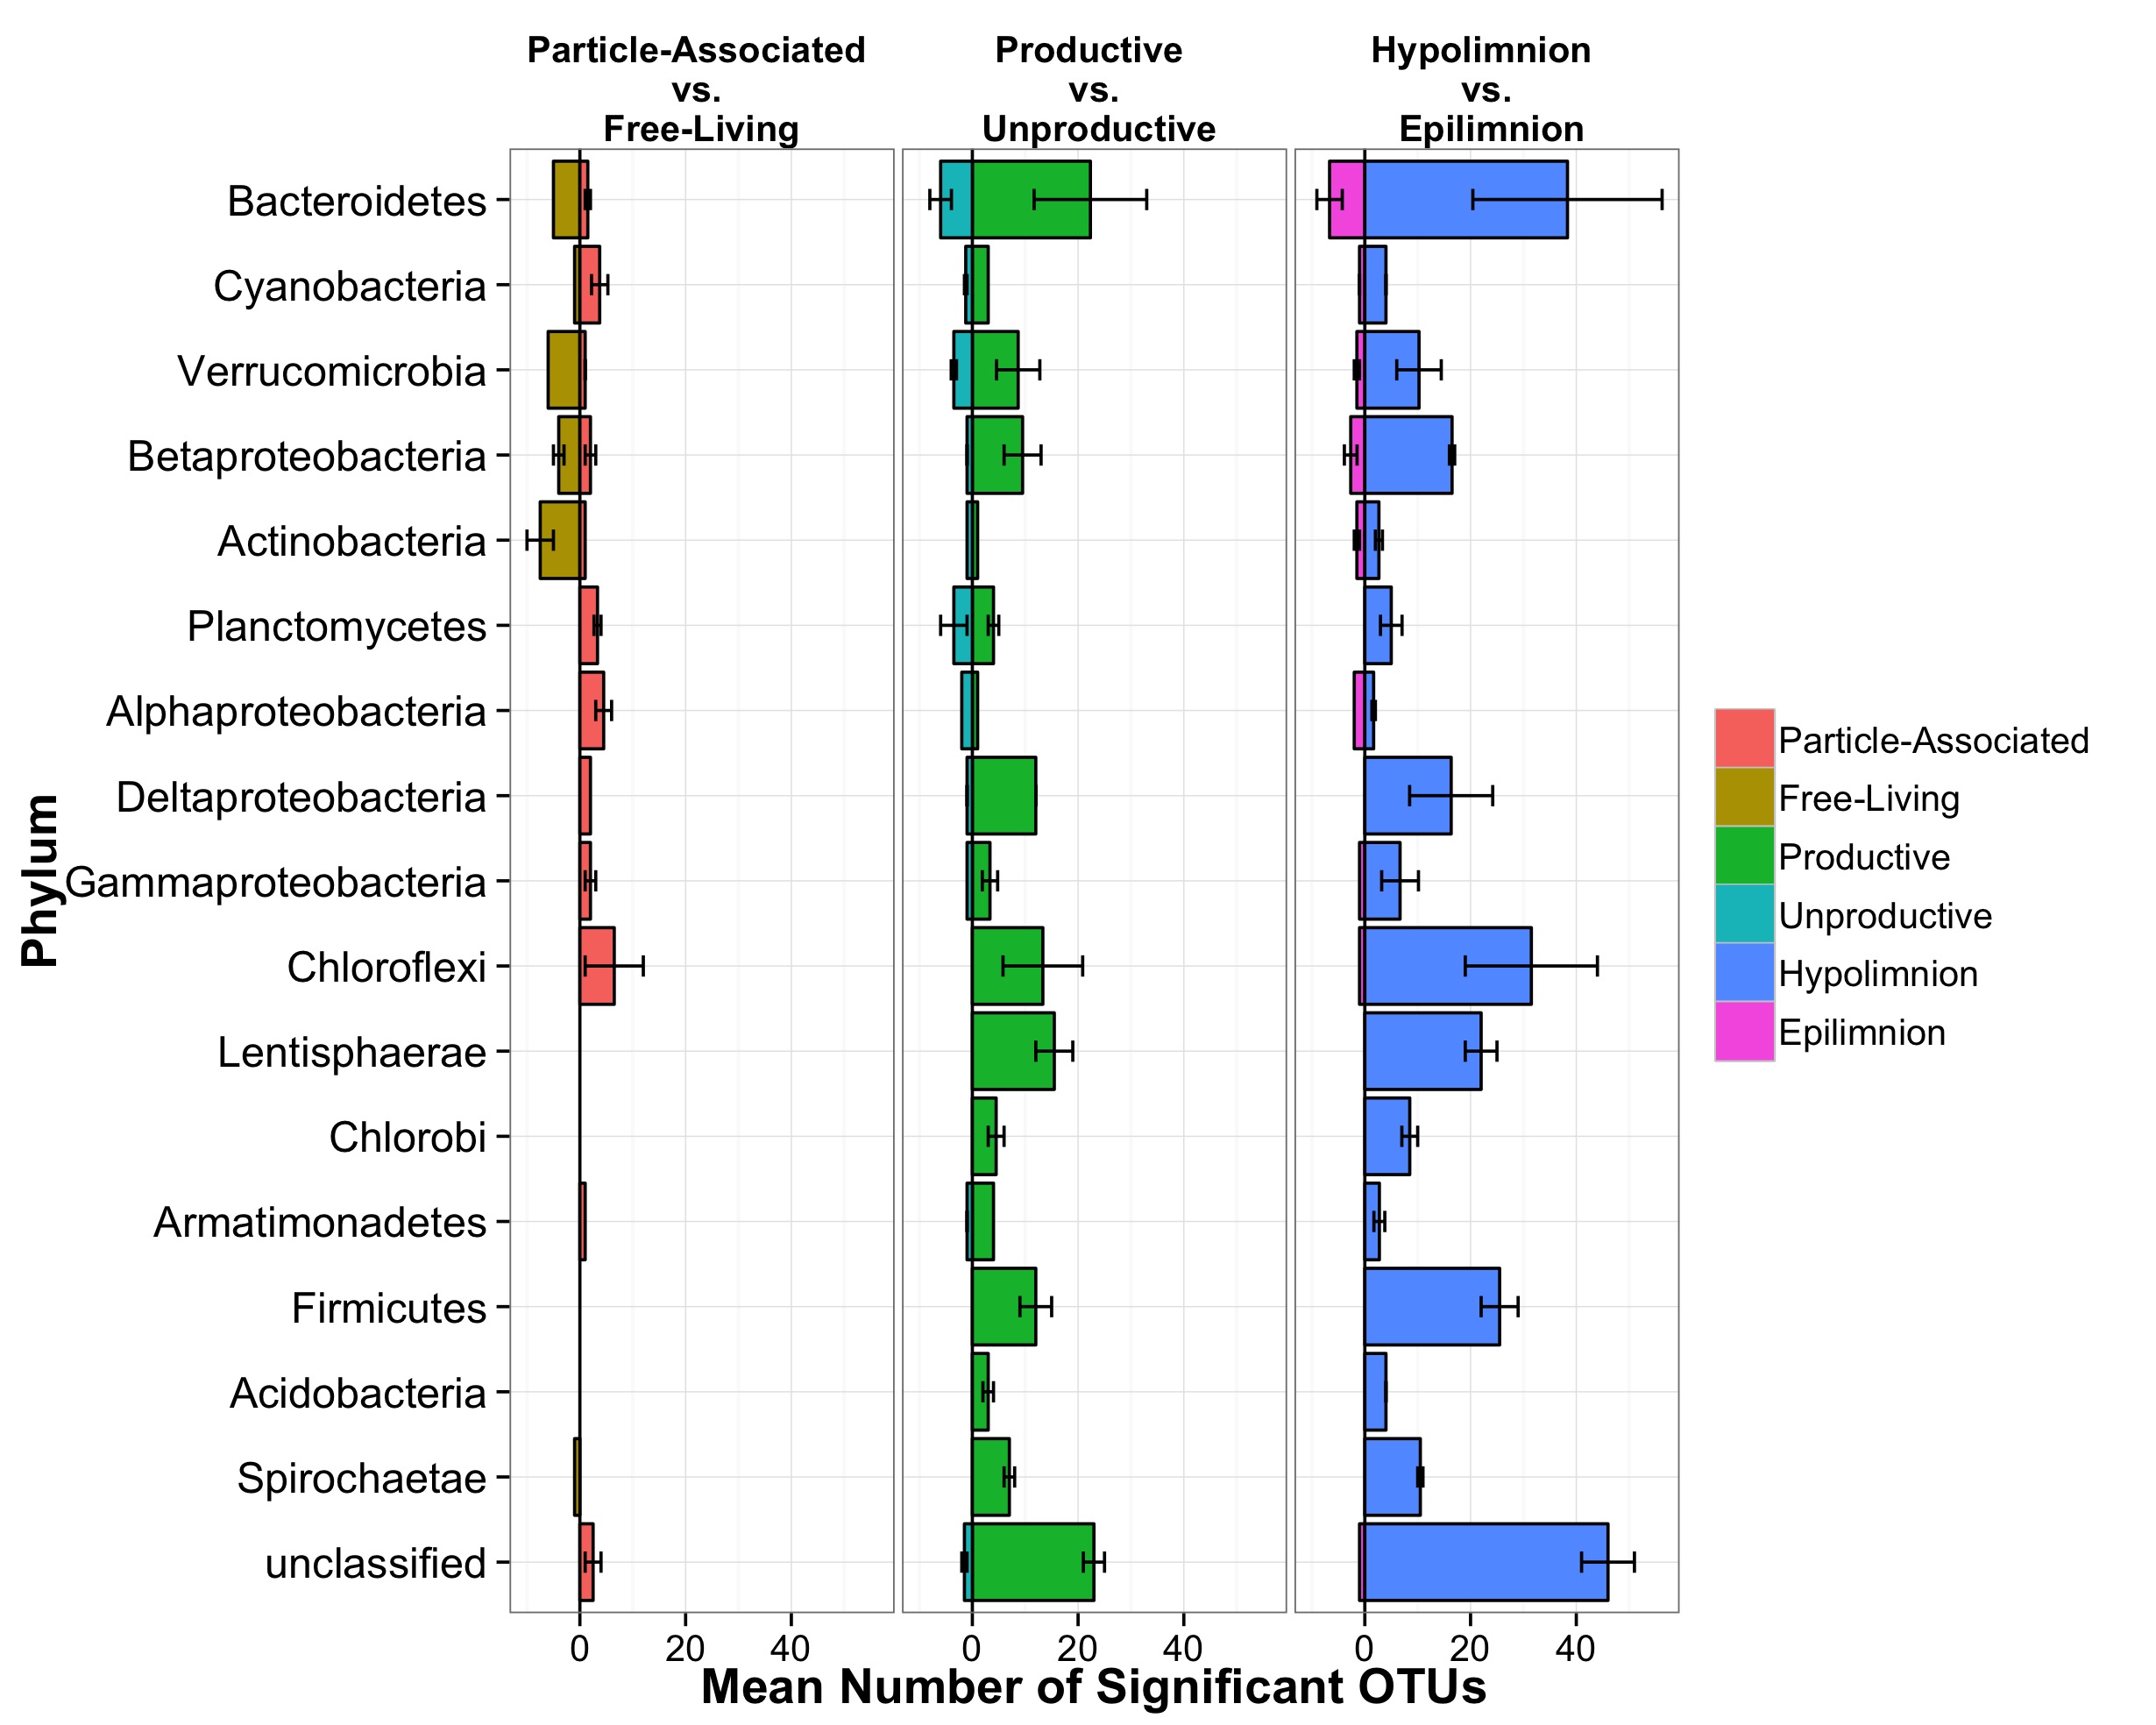 Particle-Associated
vs.
Free-Living
Productive
vs.
Unproductive
Hypolimnion
vs.
Epilimnion
Phylum
Bacteroidetes
Cyanobacteria
Verrucomicrobia
Betaproteobacteria
Actinobacteria
Planctomycetes
Alphaproteobacteria
Deltaproteobacteria
Gammaproteobacteria
Chloroflexi
Lentisphaerae
Chlorobi
Armatimonadetes
Firmicutes
Acidobacteria
Spirochaetae
unclassified
0 20 40 0 20 40 0 20 40
Mean Number of Significant OTUs
Particle-Associated
Free-Living
Productive
Unproductive
Hypolimnion
Epilimnion